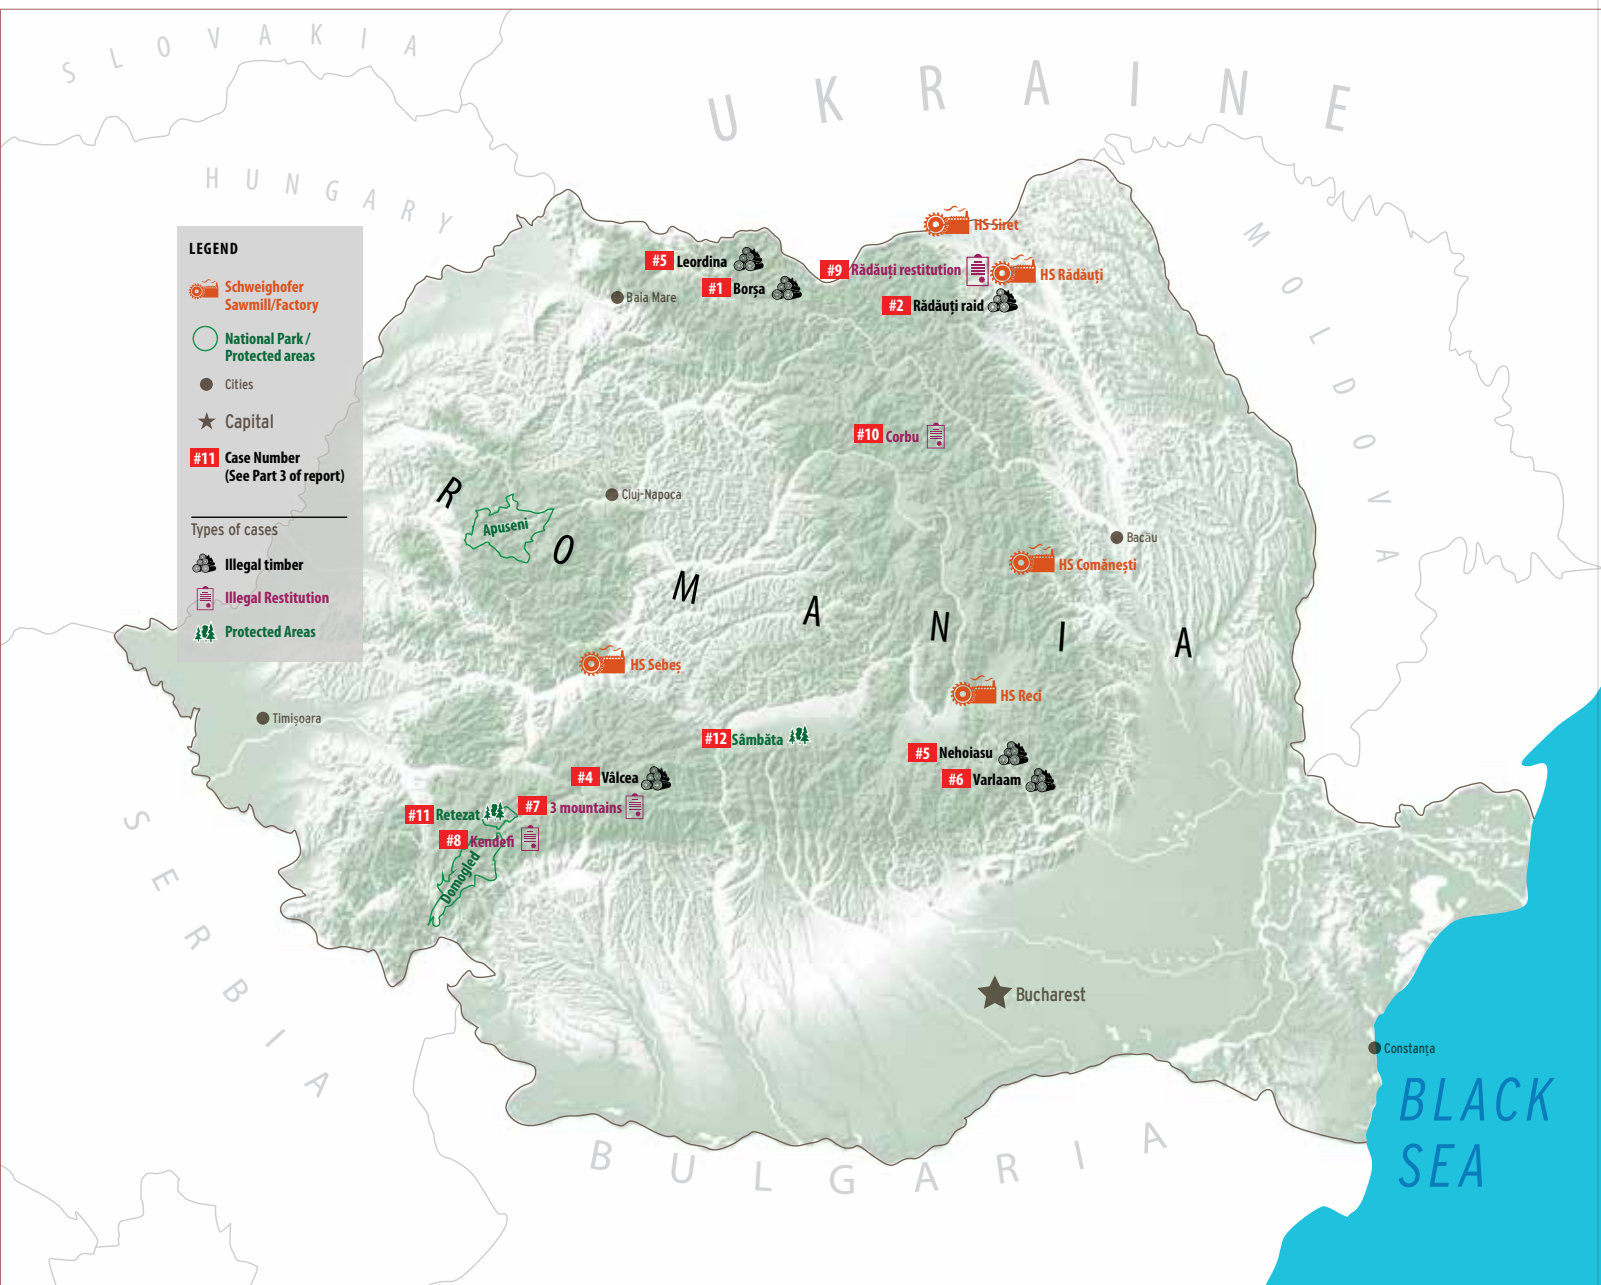 SLOVAKIA
UKRAINE
HUNGARY
MOLDOVA
SERBIA
BULGARIA
ROMANIA
BLACK
SEA
LEGEND
Schweighofer
Sawmill/Factory
National Park /
Protected areas
Cities
Capital
#11 Case Number
(See Part 3 of report)
Types of cases
Illegal timber
Illegal Restitution
Protected Areas
HS Siret
#5 Leordina
#9 Rădăuți restitution
HS Rădăuți
#1 Borșa
Baia Mare
#2 Rădăuți raid
#10 Corbu
Cluj-Napoca
Apuseni
Bacău
HS Comănești
HS Sebeș
HS Reci
Timișoara
#12 Sâmbăta
#5 Nehoiasu
#4 Vâlcea
#6 Varlaam
#7 3 mountains
#11 Retezat
#8 Kendefi
Domogled
Bucharest
Constanța